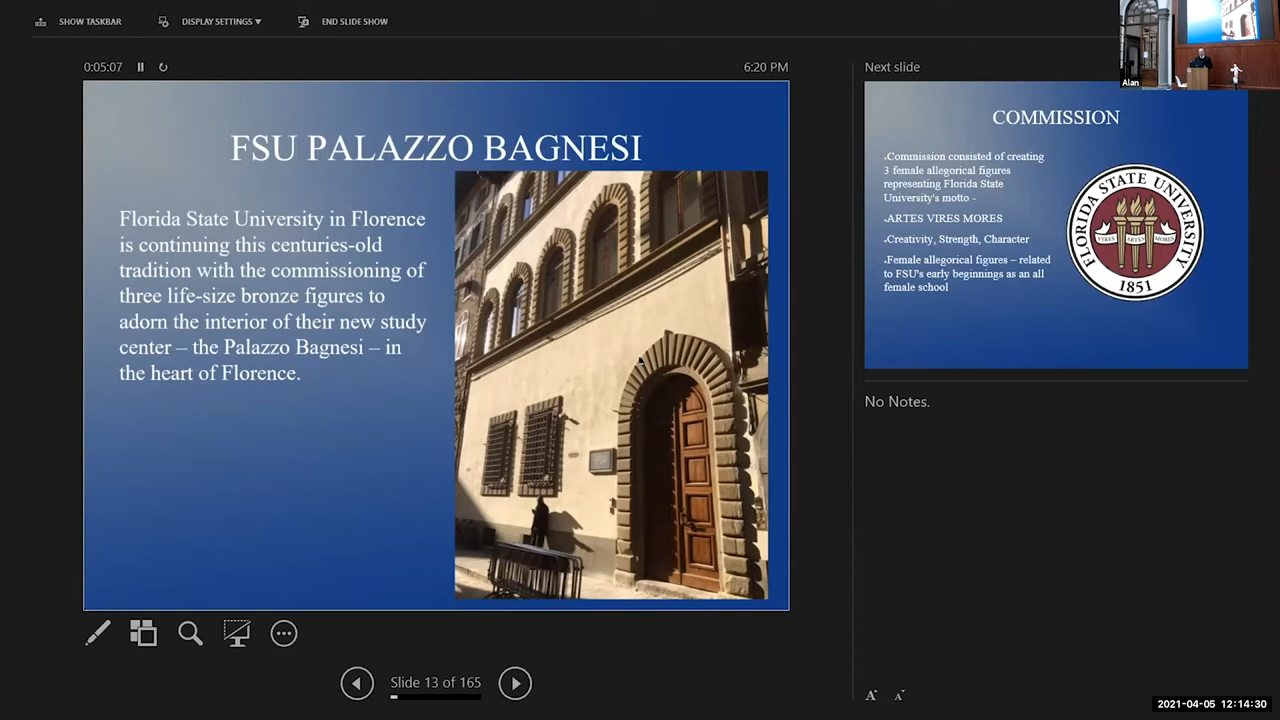 SHOW TASKBAR
DISPLAY SETTINGS
END SLIDE SHOW
0:05:07
6:20 PM
FSU PALAZZO BAGNESI
Florida State University in Florence
is continuing this centuries-old
tradition with the commissioning of
three life-size bronze figures to
adorn the interior of their new study
center – the Palazzo Bagnesi – in
the heart of Florence.
Slide 13 of 165
Alan
Next slide
COMMISSION
.Commission consisted of creating
3 female allegorical figures
representing Florida State
University's motto -
.ARTES VIRES MORES
.Creativity, Strength, Character
.Female allegorical figures – related
to FSU's early beginnings as an all
female school
FLORIDA STATE UNIVERSITY
VIRES ARTES MORES
1851
No Notes.
A A
2021-04-05 12:14:30